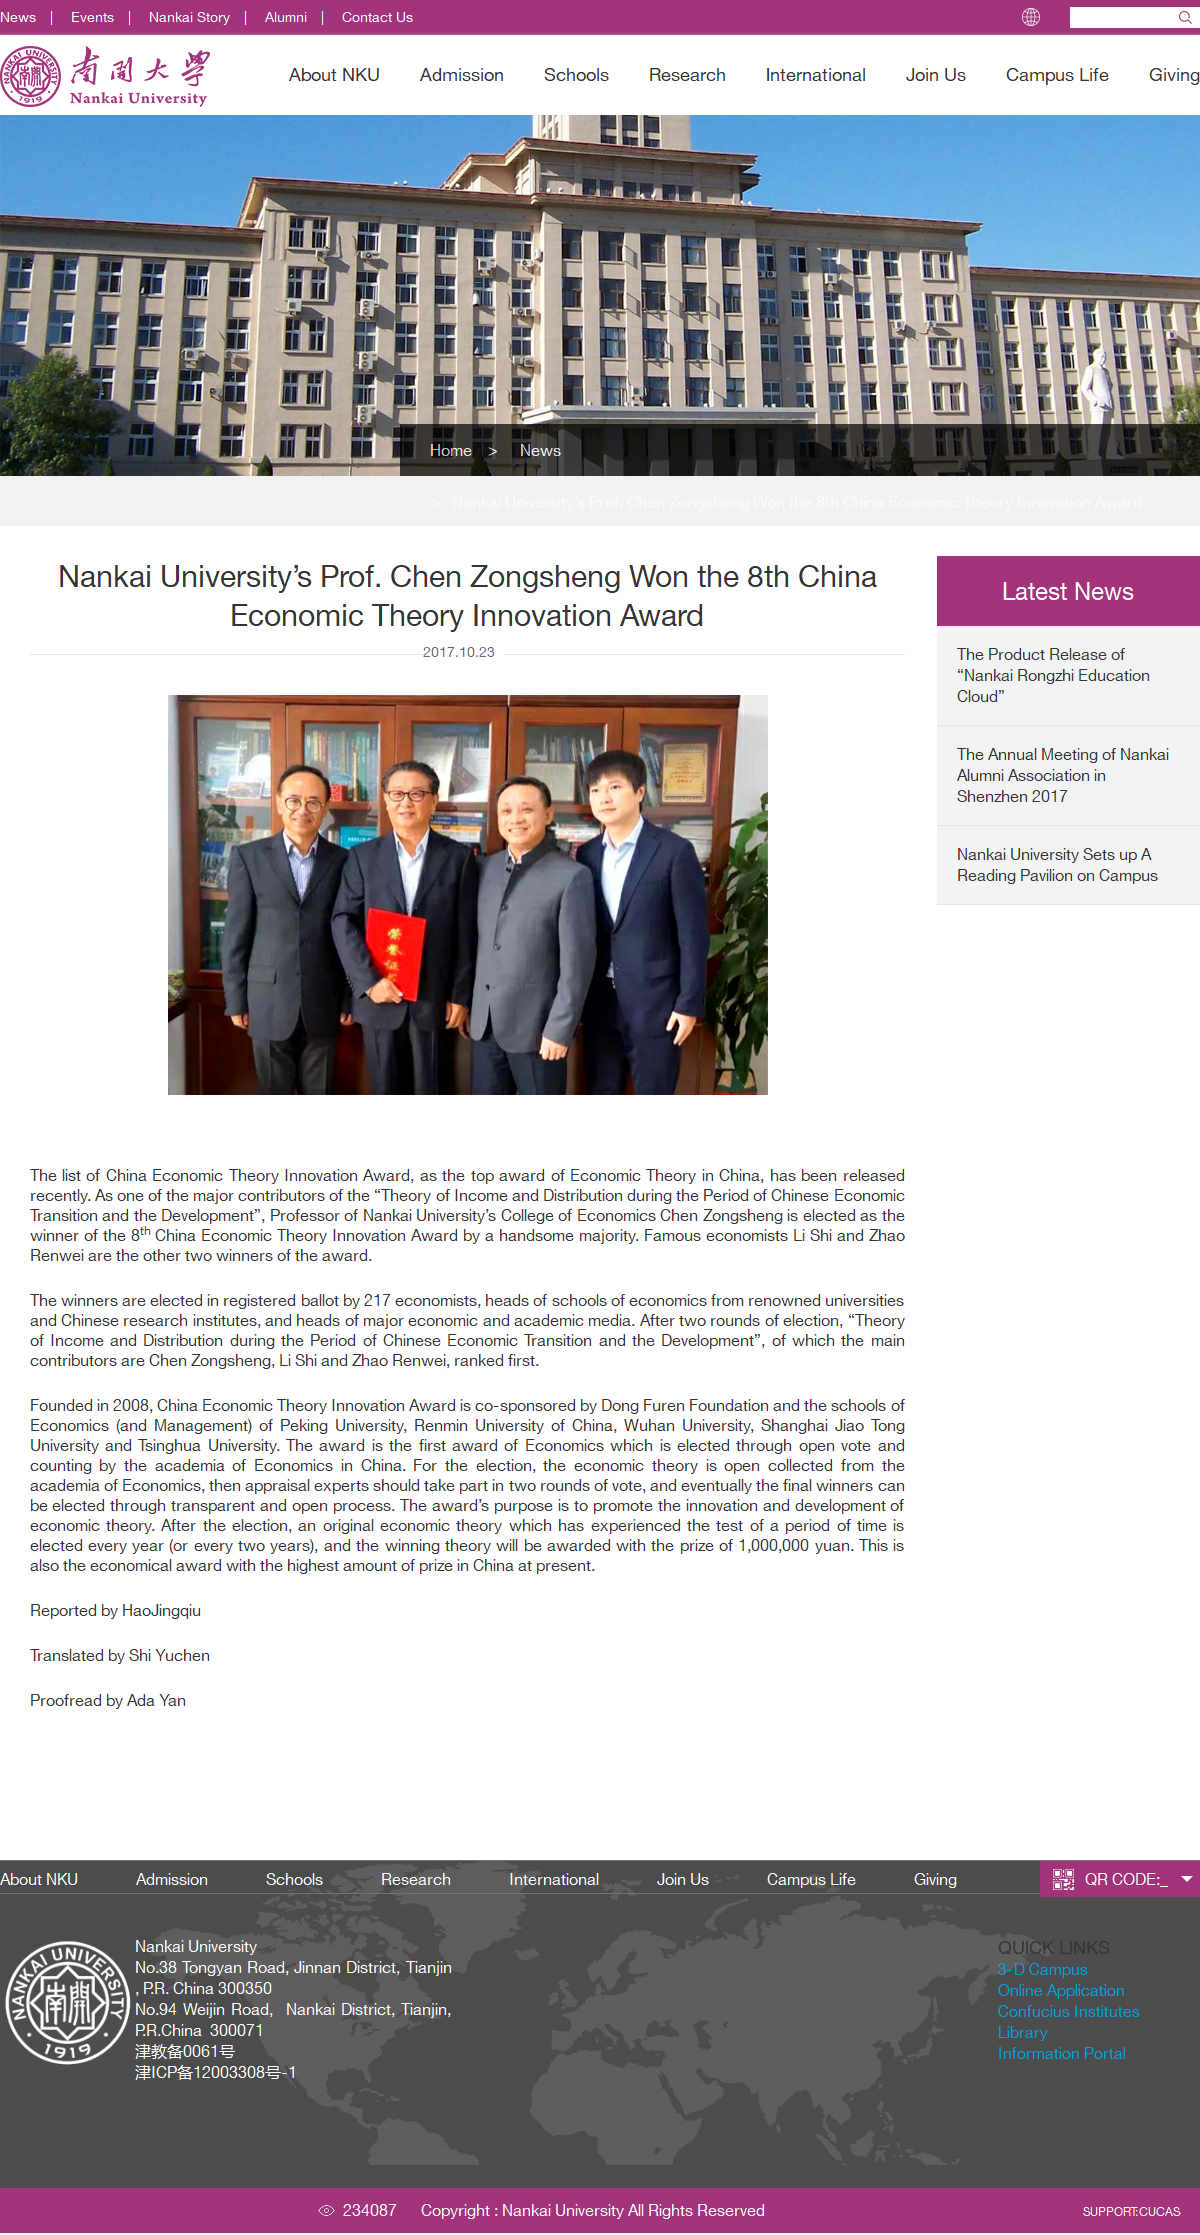 News | Events | Nankai Story | Alumni | Contact Us
南開大學
Nankai University
NANKAI UNIVERSITY
南開
1919
About NKU Admission Schools Research International Join Us Campus Life Giving
Home > News
> Nankai University's Prof. Chen Zongsheng Won the 8th China Economic Theory Innovation Award
Nankai University’s Prof. Chen Zongsheng Won the 8th China
Economic Theory Innovation Award
2017.10.23
荣誉证
Latest News
The Product Release of
“Nankai Rongzhi Education
Cloud”
The Annual Meeting of Nankai
Alumni Association in
Shenzhen 2017
Nankai University Sets up A
Reading Pavilion on Campus
The list of China Economic Theory Innovation Award, as the top award of Economic Theory in China, has been released
recently. As one of the major contributors of the “Theory of Income and Distribution during the Period of Chinese Economic
Transition and the Development”, Professor of Nankai University’s College of Economics Chen Zongsheng is elected as the
winner of the 8th China Economic Theory Innovation Award by a handsome majority. Famous economists Li Shi and Zhao
Renwei are the other two winners of the award.
The winners are elected in registered ballot by 217 economists, heads of schools of economics from renowned universities
and Chinese research institutes, and heads of major economic and academic media. After two rounds of election, “Theory
of Income and Distribution during the Period of Chinese Economic Transition and the Development”, of which the main
contributors are Chen Zongsheng, Li Shi and Zhao Renwei, ranked first.
Founded in 2008, China Economic Theory Innovation Award is co-sponsored by Dong Furen Foundation and the schools of
Economics (and Management) of Peking University, Renmin University of China, Wuhan University, Shanghai Jiao Tong
University and Tsinghua University. The award is the first award of Economics which is elected through open vote and
counting by the academia of Economics in China. For the election, the economic theory is open collected from the
academia of Economics, then appraisal experts should take part in two rounds of vote, and eventually the final winners can
be elected through transparent and open process. The award’s purpose is to promote the innovation and development of
economic theory. After the election, an original economic theory which has experienced the test of a period of time is
elected every year (or every two years), and the winning theory will be awarded with the prize of 1,000,000 yuan. This is
also the economical award with the highest amount of prize in China at present.
Reported by HaoJingqiu
Translated by Shi Yuchen
Proofread by Ada Yan
About NKU Admission Schools Research International Join Us Campus Life Giving QR CODE:_
NANKAI UNIVERSITY
南開
1919
Nankai University
No.38 Tongyan Road, Jinnan District, Tianjin
, P.R. China 300350
No.94 Weijin Road, Nankai District, Tianjin,
P.R.China 300071
津教备0061号
津ICP备12003308号-1
QUICK LINKS
3-D Campus
Online Application
Confucius Institutes
Library
Information Portal
234087 Copyright : Nankai University All Rights Reserved SUPPORT:CUCAS